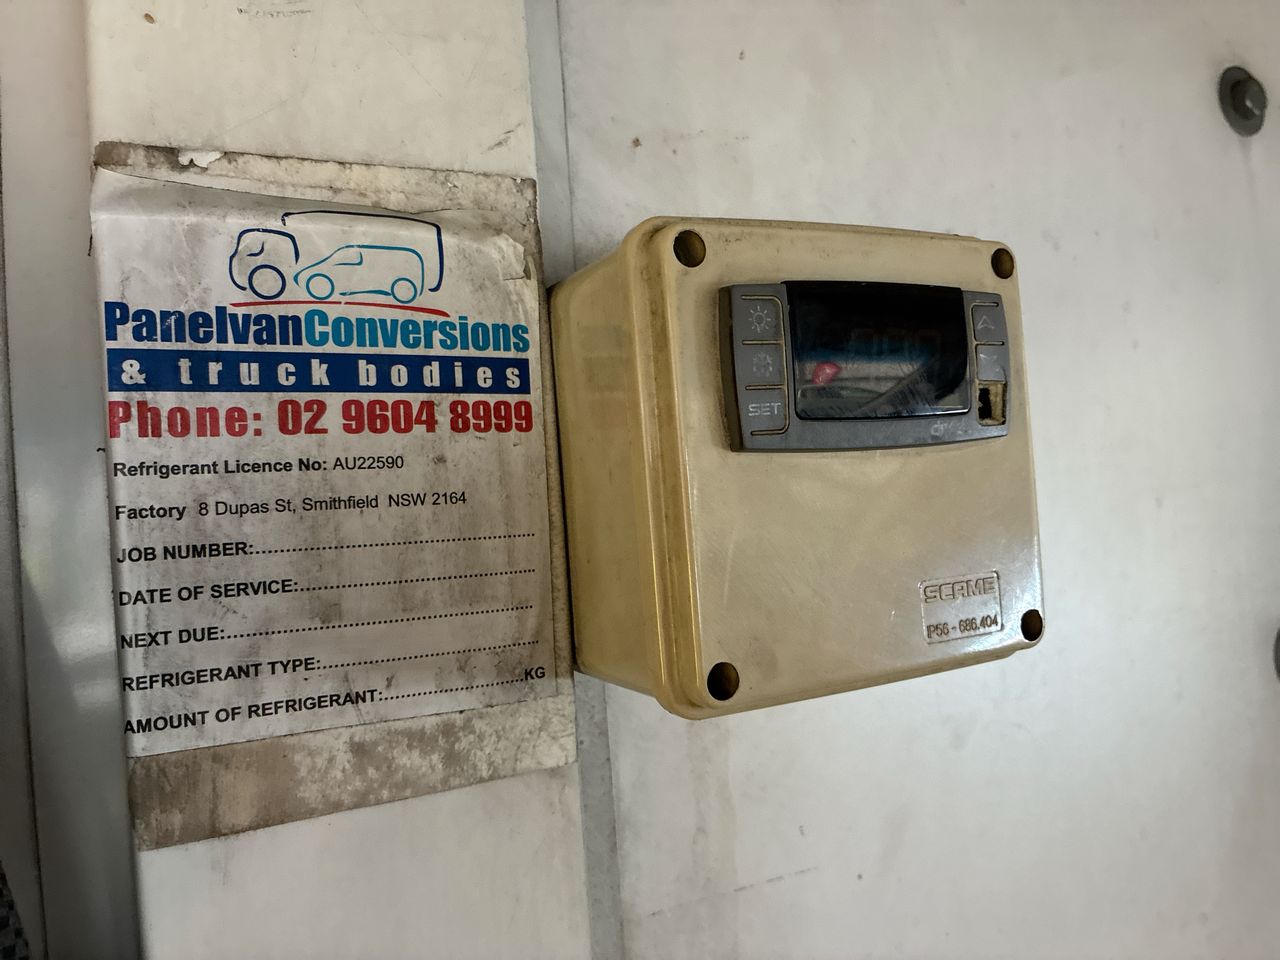 PanelvanConversions
& truck bodies
Phone: 02 9604 8999
Refrigerant Licence No: AU22590
Factory 8 Dupas St, Smithfield NSW 2164
JOB NUMBER:
DATE OF SERVICE:
NEXT DUE:
REFRIGERANT TYPE:
AMOUNT OF REFRIGERANT: KG
SET
SCAME
IP56 - 686.404